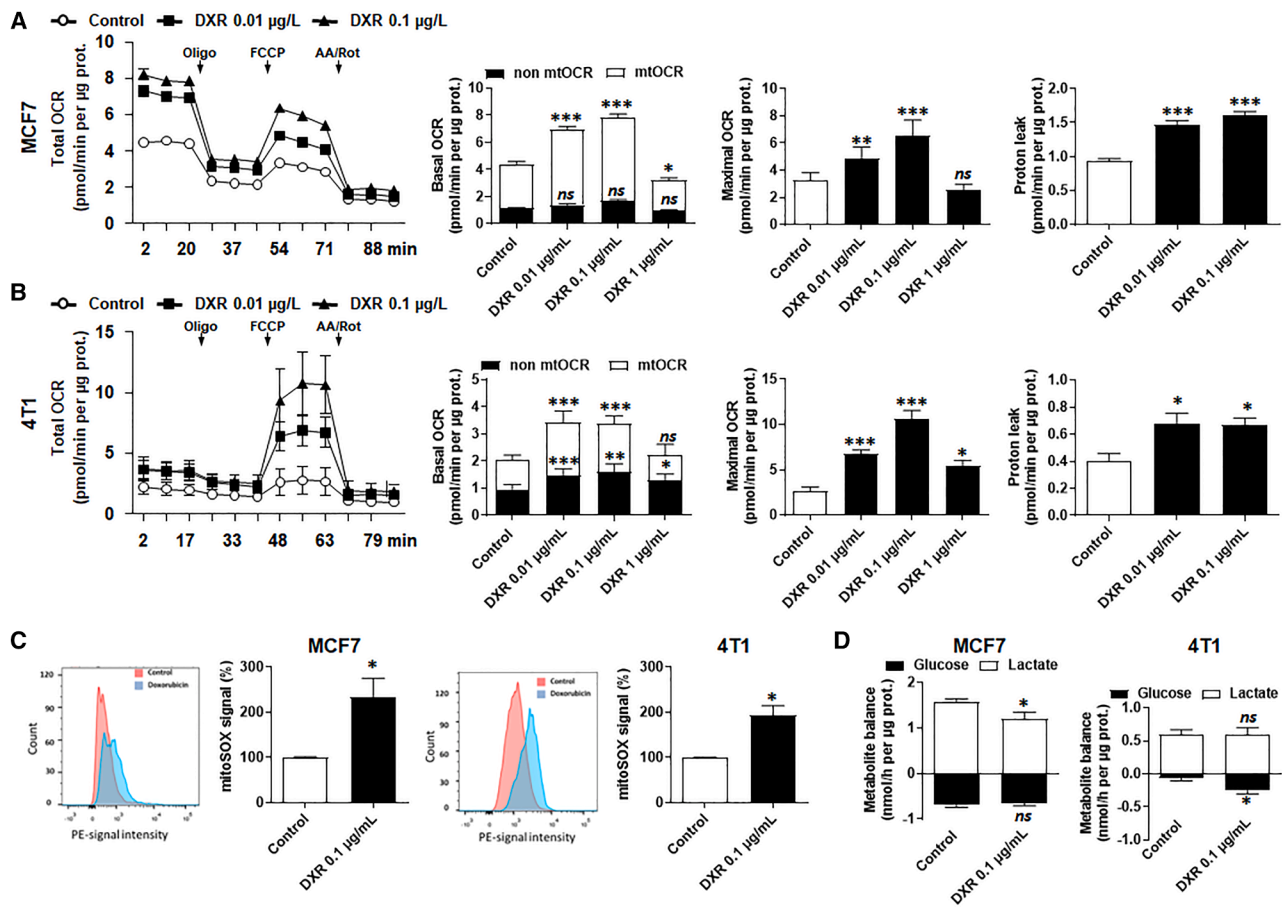 A
Control DXR 0.01 µg/L DXR 0.1 µg/L
MCF7
Total OCR
(pmol/min per µg prot.)
10
8
6
4
2
0
Oligo FCCP AA/Rot
2 20 37 54 71 88 min
non mtOCR mtOCR
Basal OCR
(pmol/min per µg prot.)
10
8
6
4
2
0
*** *** *
ns ns ns
Control DXR 0.01 µg/mL DXR 0.1 µg/mL DXR 1 µg/mL
Maximal OCR
(pmol/min per µg prot.)
10
8
6
4
2
0
** *** ns
Control DXR 0.01 µg/mL DXR 0.1 µg/mL DXR 1 µg/mL
Proton leak
(pmol/min per µg prot.)
2.0
1.5
1.0
0.5
0.0
*** ***
Control DXR 0.01 µg/mL DXR 0.1 µg/mL
B
Control DXR 0.01 µg/L DXR 0.1 µg/L
4T1
Total OCR
(pmol/min per µg prot.)
15
10
5
0
Oligo FCCP AA/Rot
2 17 33 48 63 79 min
non mtOCR mtOCR
Basal OCR
(pmol/min per µg prot.)
5
4
3
2
1
0
*** *** ns
*** ** *
Control DXR 0.01 µg/mL DXR 0.1 µg/mL DXR 1 µg/mL
Maximal OCR
(pmol/min per µg prot.)
15
10
5
0
*** *** *
Control DXR 0.01 µg/mL DXR 0.1 µg/mL DXR 1 µg/mL
Proton leak
(pmol/min per µg prot.)
1.0
0.8
0.6
0.4
0.2
0.0
* *
Control DXR 0.01 µg/mL DXR 0.1 µg/mL
C
MCF7
Control
Doxorubicin
Count
120
90
60
30
0
PE-signal intensity
mitoSOX signal (%)
300
200
100
0
*
Control DXR 0.1 µg/mL
4T1
Control
Doxorubicin
Count
120
90
60
30
0
PE-signal intensity
mitoSOX signal (%)
300
200
100
0
*
Control DXR 0.1 µg/mL
D
MCF7
Glucose Lactate
Metabolite balance
(nmol/h per µg prot.)
2
1
0
-1
*
ns
Control DXR 0.1 µg/mL
4T1
Glucose Lactate
Metabolite balance
(nmol/h per µg prot.)
1.0
0.5
0.0
-0.5
-1.0
ns
*
Control DXR 0.1 µg/mL